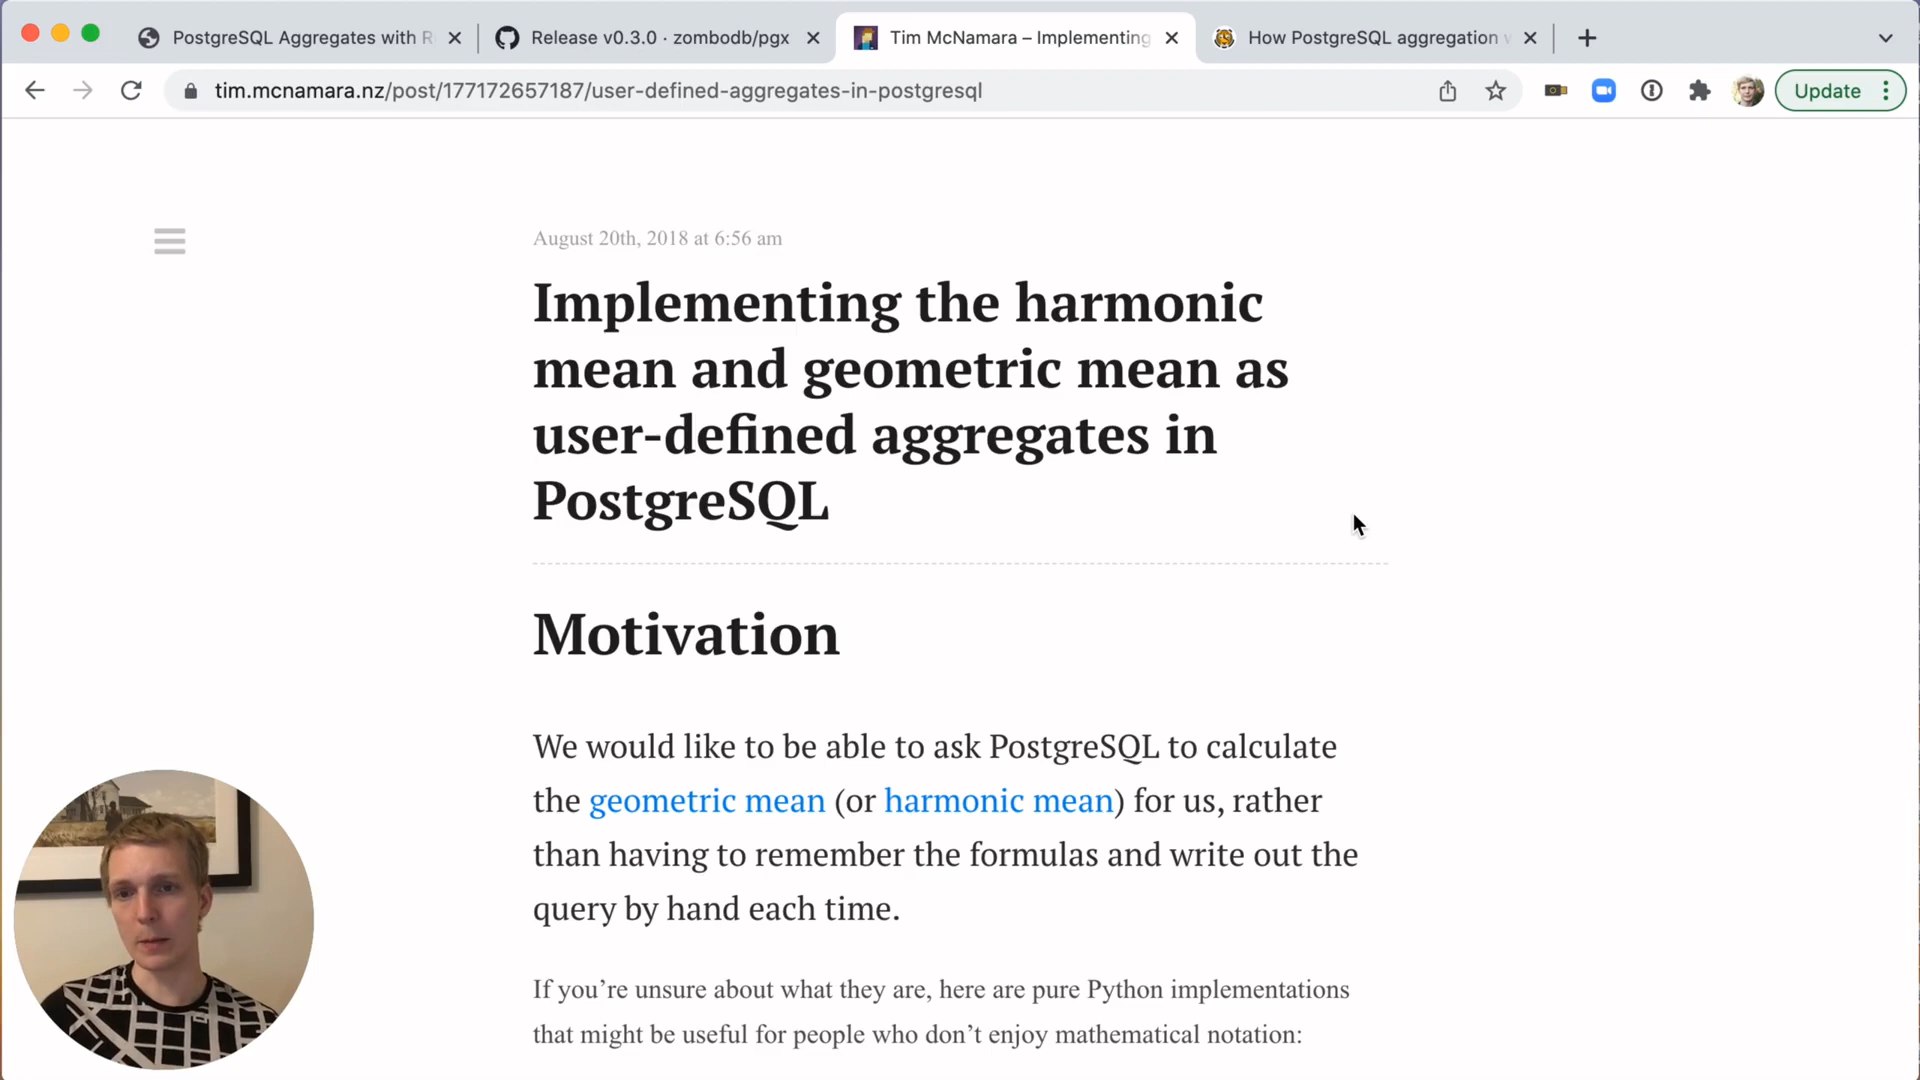 PostgreSQL Aggregates with R
Release v0.3.0 · zombodb/pgx
Tim McNamara – Implementing
How PostgreSQL aggregation w
tim.mcnamara.nz/post/177172657187/user-defined-aggregates-in-postgresql
Update
August 20th, 2018 at 6:56 am
Implementing the harmonic
mean and geometric mean as
user-defined aggregates in
PostgreSQL
Motivation
We would like to be able to ask PostgreSQL to calculate
the geometric mean (or harmonic mean) for us, rather
than having to remember the formulas and write out the
query by hand each time.
If you’re unsure about what they are, here are pure Python implementations
that might be useful for people who don’t enjoy mathematical notation: